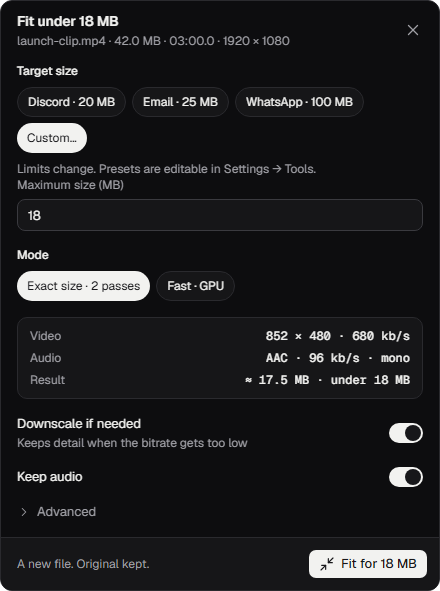 Fit under 18 MB
launch-clip.mp4 · 42.0 MB · 03:00.0 · 1920 × 1080
Target size
Discord · 20 MB
Email · 25 MB
WhatsApp · 100 MB
Custom...
Limits change. Presets are editable in Settings → Tools.
Maximum size (MB)
18
Mode
Exact size · 2 passes
Fast · GPU
Video 852 × 480 · 680 kb/s
Audio AAC · 96 kb/s · mono
Result ≈ 17.5 MB · under 18 MB
Downscale if needed
Keeps detail when the bitrate gets too low
Keep audio
Advanced
A new file. Original kept.
Fit for 18 MB